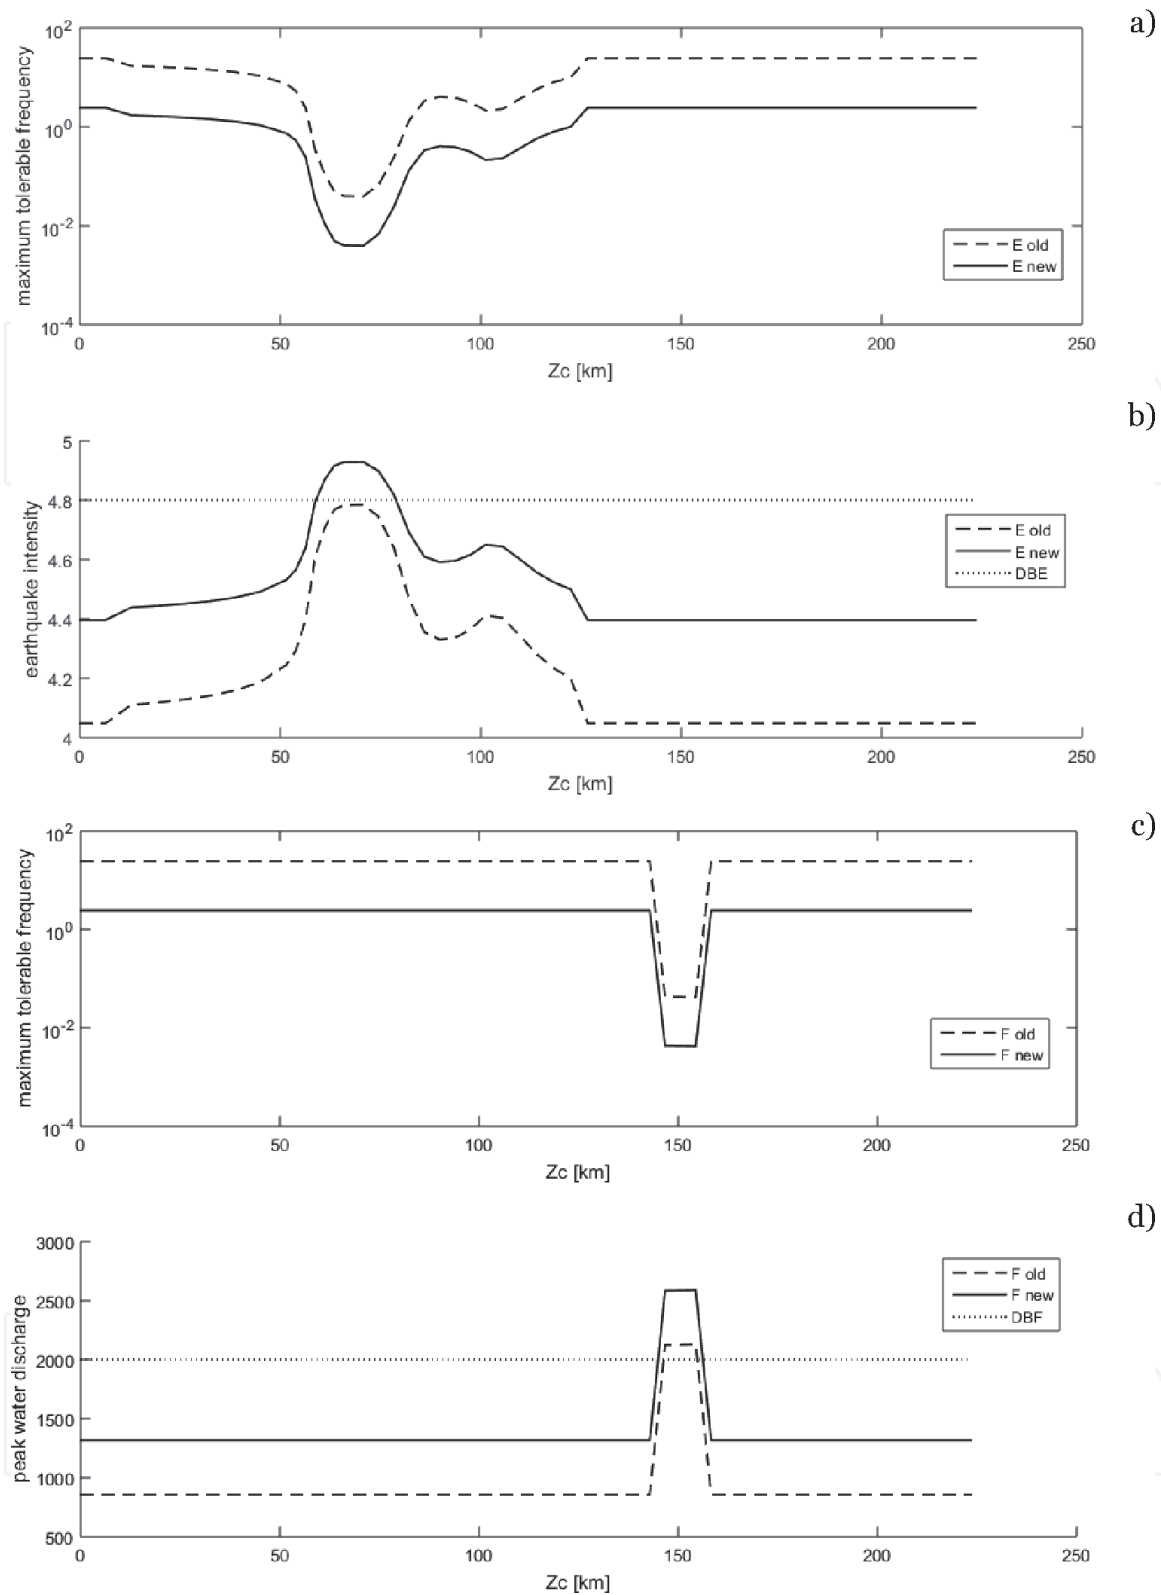 a)
maximum tolerable frequency
10^2
10^0
10^-2
10^-4
E old
E new
0 50 100 150 200 250
Zc [km]
b)
earthquake intensity
5
4.8
4.6
4.4
4.2
4
E old
E new
DBE
0 50 100 150 200 250
Zc [km]
c)
maximum tolerable frequency
10^2
10^0
10^-2
10^-4
F old
F new
0 50 100 150 200 250
Zc [km]
d)
peak water discharge
3000
2500
2000
1500
1000
500
F old
F new
DBF
0 50 100 150 200 250
Zc [km]